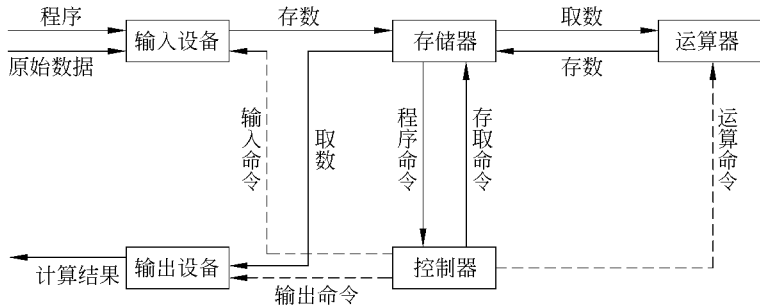 程序
存数
取数
输入设备
存储器
运算器
原始数据
存数
输入命令
取数
程序命令
存取命令
运算命令
输出设备
控制器
计算结果
输出命令